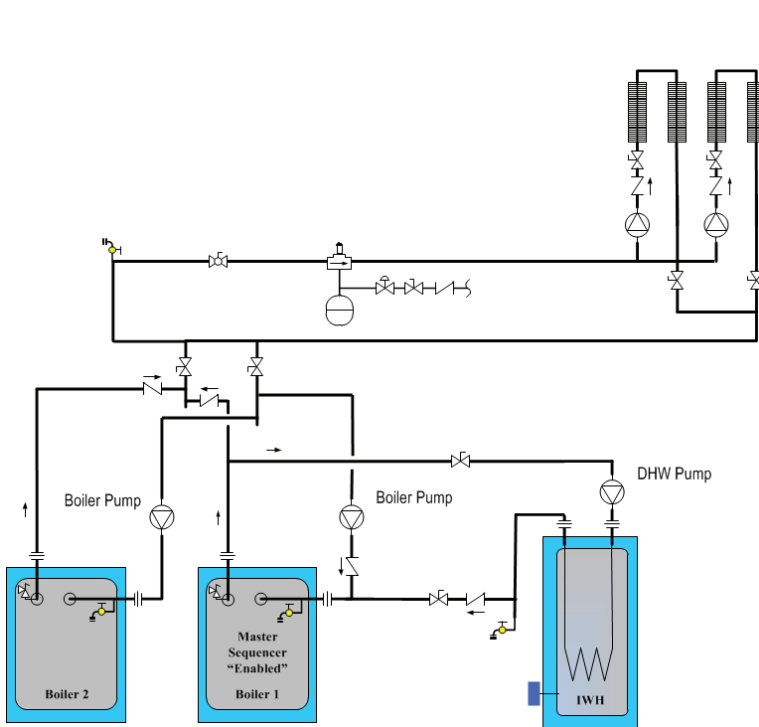 DHW Pump
Boiler Pump
Boiler Pump
Master
Sequencer
“Enabled”
Boiler 2
Boiler 1
IWH